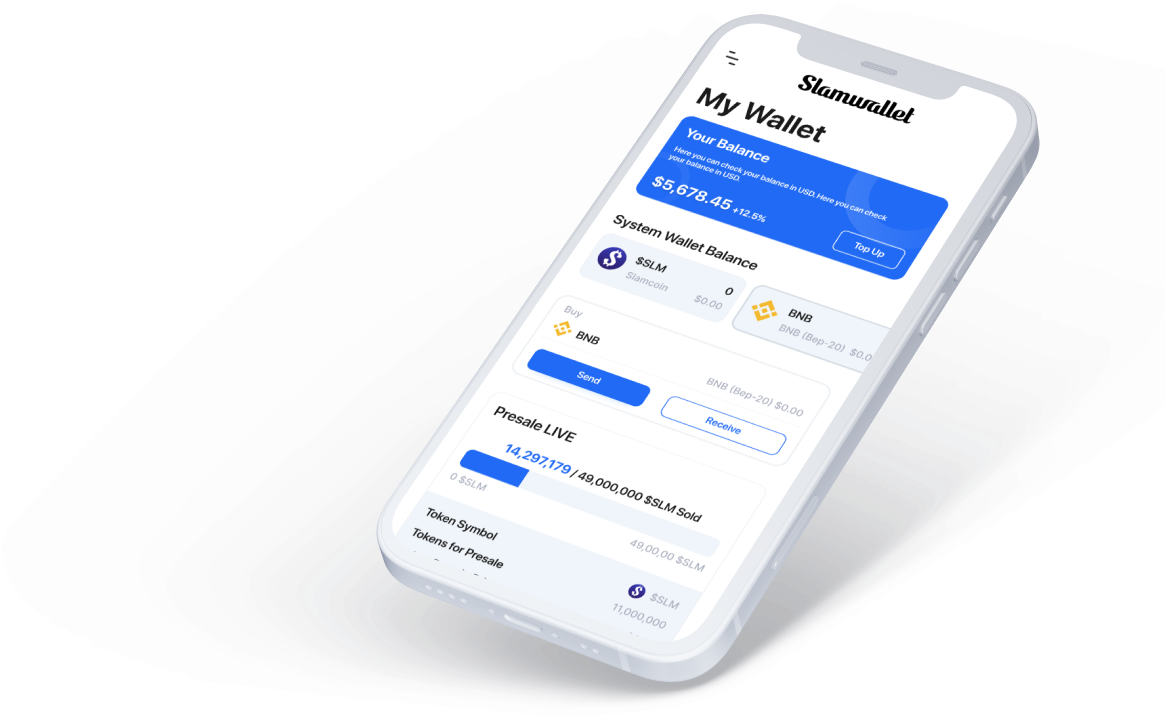 Slamwallet
My Wallet
Your Balance
Here you can check your balance in USD. Here you can check
your balance in USD.
$5,678.45 +12.5%
Top Up
System Wallet Balance
$SLM
0
Slamcoin
$0.00
BNB
BNB (Bep-20)
$0.0
Buy
BNB
BNB (Bep-20) $0.00
Send
Receive
Presale LIVE
14,297,179 / 49,000,000 $SLM Sold
0 $SLM
49,00,00 $SLM
Token Symbol
$SLM
Tokens for Presale
11,000,000